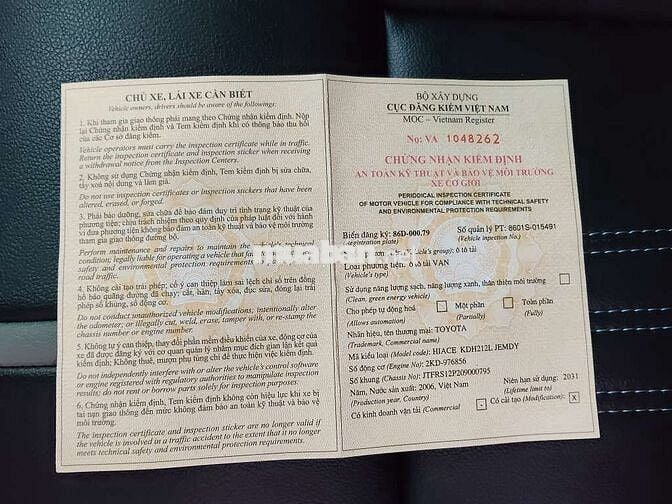 CHỦ XE, LÁI XE CẦN BIẾT
Vehicle owners, drivers should be aware of the followings:
1. Khi tham gia giao thông phải mang theo Chứng nhận kiểm định. Nộp
lại Chứng nhận kiểm định và Tem kiểm định khi có thông báo thu hồi
của các Cơ sở đăng kiểm.
Vehicle operators must carry the inspection certificate while in traffic.
Return the inspection certificate and inspection sticker when receiving
a withdrawal notice from the Inspection Centers.
2. Không sử dụng Chứng nhận kiểm định, Tem kiểm định bị sửa chữa,
tẩy xoá nội dung và làm giả.
Do not use inspection certificates or inspection stickers that have been
altered, erased, or forged.
3. Phải bảo dưỡng, sửa chữa để bảo đảm duy trì tình trạng kỹ thuật của
phương tiện; chịu trách nhiệm theo quy định của pháp luật đối với hành
vi đưa phương tiện không bảo đảm an toàn kỹ thuật và bảo vệ môi trường
tham gia giao thông đường bộ.
Perform maintenance and repairs to maintain the technical
condition; legally liable for operating a vehicle that
safety and environmental protection requirements
road traffic.
4. Không cải tạo trái phép; cố ý can thiệp làm sai lệch chỉ số trên đồng
hồ báo quãng đường đã chạy; cắt, hàn, tẩy xóa, đục sửa, đóng lại trái
phép số khung, số động cơ.
Do not conduct unauthorized vehicle modifications; intentionally alter
the odometer; or illegally cut, weld, erase, tamper with, or re-stamp the
chassis number or engine number.
5. Không tự ý can thiệp, thay đổi phần mềm điều khiển của xe, động cơ của
xe đã được đăng ký với cơ quan quản lý nhằm mục đích gian lận kết quả
kiểm định; Không thuê, mượn phụ tùng chỉ để thực hiện việc kiểm định.
Do not independently interfere with or alter the vehicle's control software
or engine registered with regulatory authorities to manipulate inspection
results; do not rent or borrow parts solely for inspection purposes.
6. Chứng nhận kiểm định, Tem kiểm định không còn hiệu lực khi xe bị
tai nạn giao thông đến mức không đảm bảo an toàn kỹ thuật và bảo vệ
môi trường.
The inspection certificate and inspection sticker are no longer valid if
the vehicle is involved in a traffic accident to the extent that it no longer
meets technical safety and environmental protection requirements.
BỘ XÂY DỰNG
CỤC ĐĂNG KIỂM VIỆT NAM
MOC – Vietnam Register
No: VA 1048262
CHỨNG NHẬN KIỂM ĐỊNH
AN TOÀN KỸ THUẬT VÀ BẢO VỆ MÔI TRƯỜNG
XE CƠ GIỚI
PERIODICAL INSPECTION CERTIFICATE
OF MOTOR VEHICLE FOR COMPLIANCE WITH TECHNICAL SAFETY
AND ENVIRONMENTAL PROTECTION REQUIREMENTS
Biển đăng ký: 86D-000.79 Số quản lý PT: 8601S-015491
(Registration plate) (Vehicle inspection No.)
(Vehicle's group): ô tô tải
Loại phương tiện: ô tô tải VAN
(Vehicle's type)
Sử dụng năng lượng sạch, năng lượng xanh, thân thiện môi trường
(Clean, green energy vehicle)
Cho phép tự động hoá Một phần Toàn phần
(Allows automation) (Partially) (Fully)
Nhãn hiệu, tên thương mại: TOYOTA
(Trademark, Commercial name)
Mã kiểu loại (Model code): HIACE KDH212L JEMDY
Số động cơ (Engine No): 2KD-976856
Số khung (Chassis No): JTFRS12P209000795
Năm, Nước sản xuất: 2006, Việt Nam Niên hạn sử dụng: 2031
(Production year, Country) (Lifetime limit to)
Có kinh doanh vận tải (Commercial - Có cải tạo (Modification): X
muaban.net
muaban